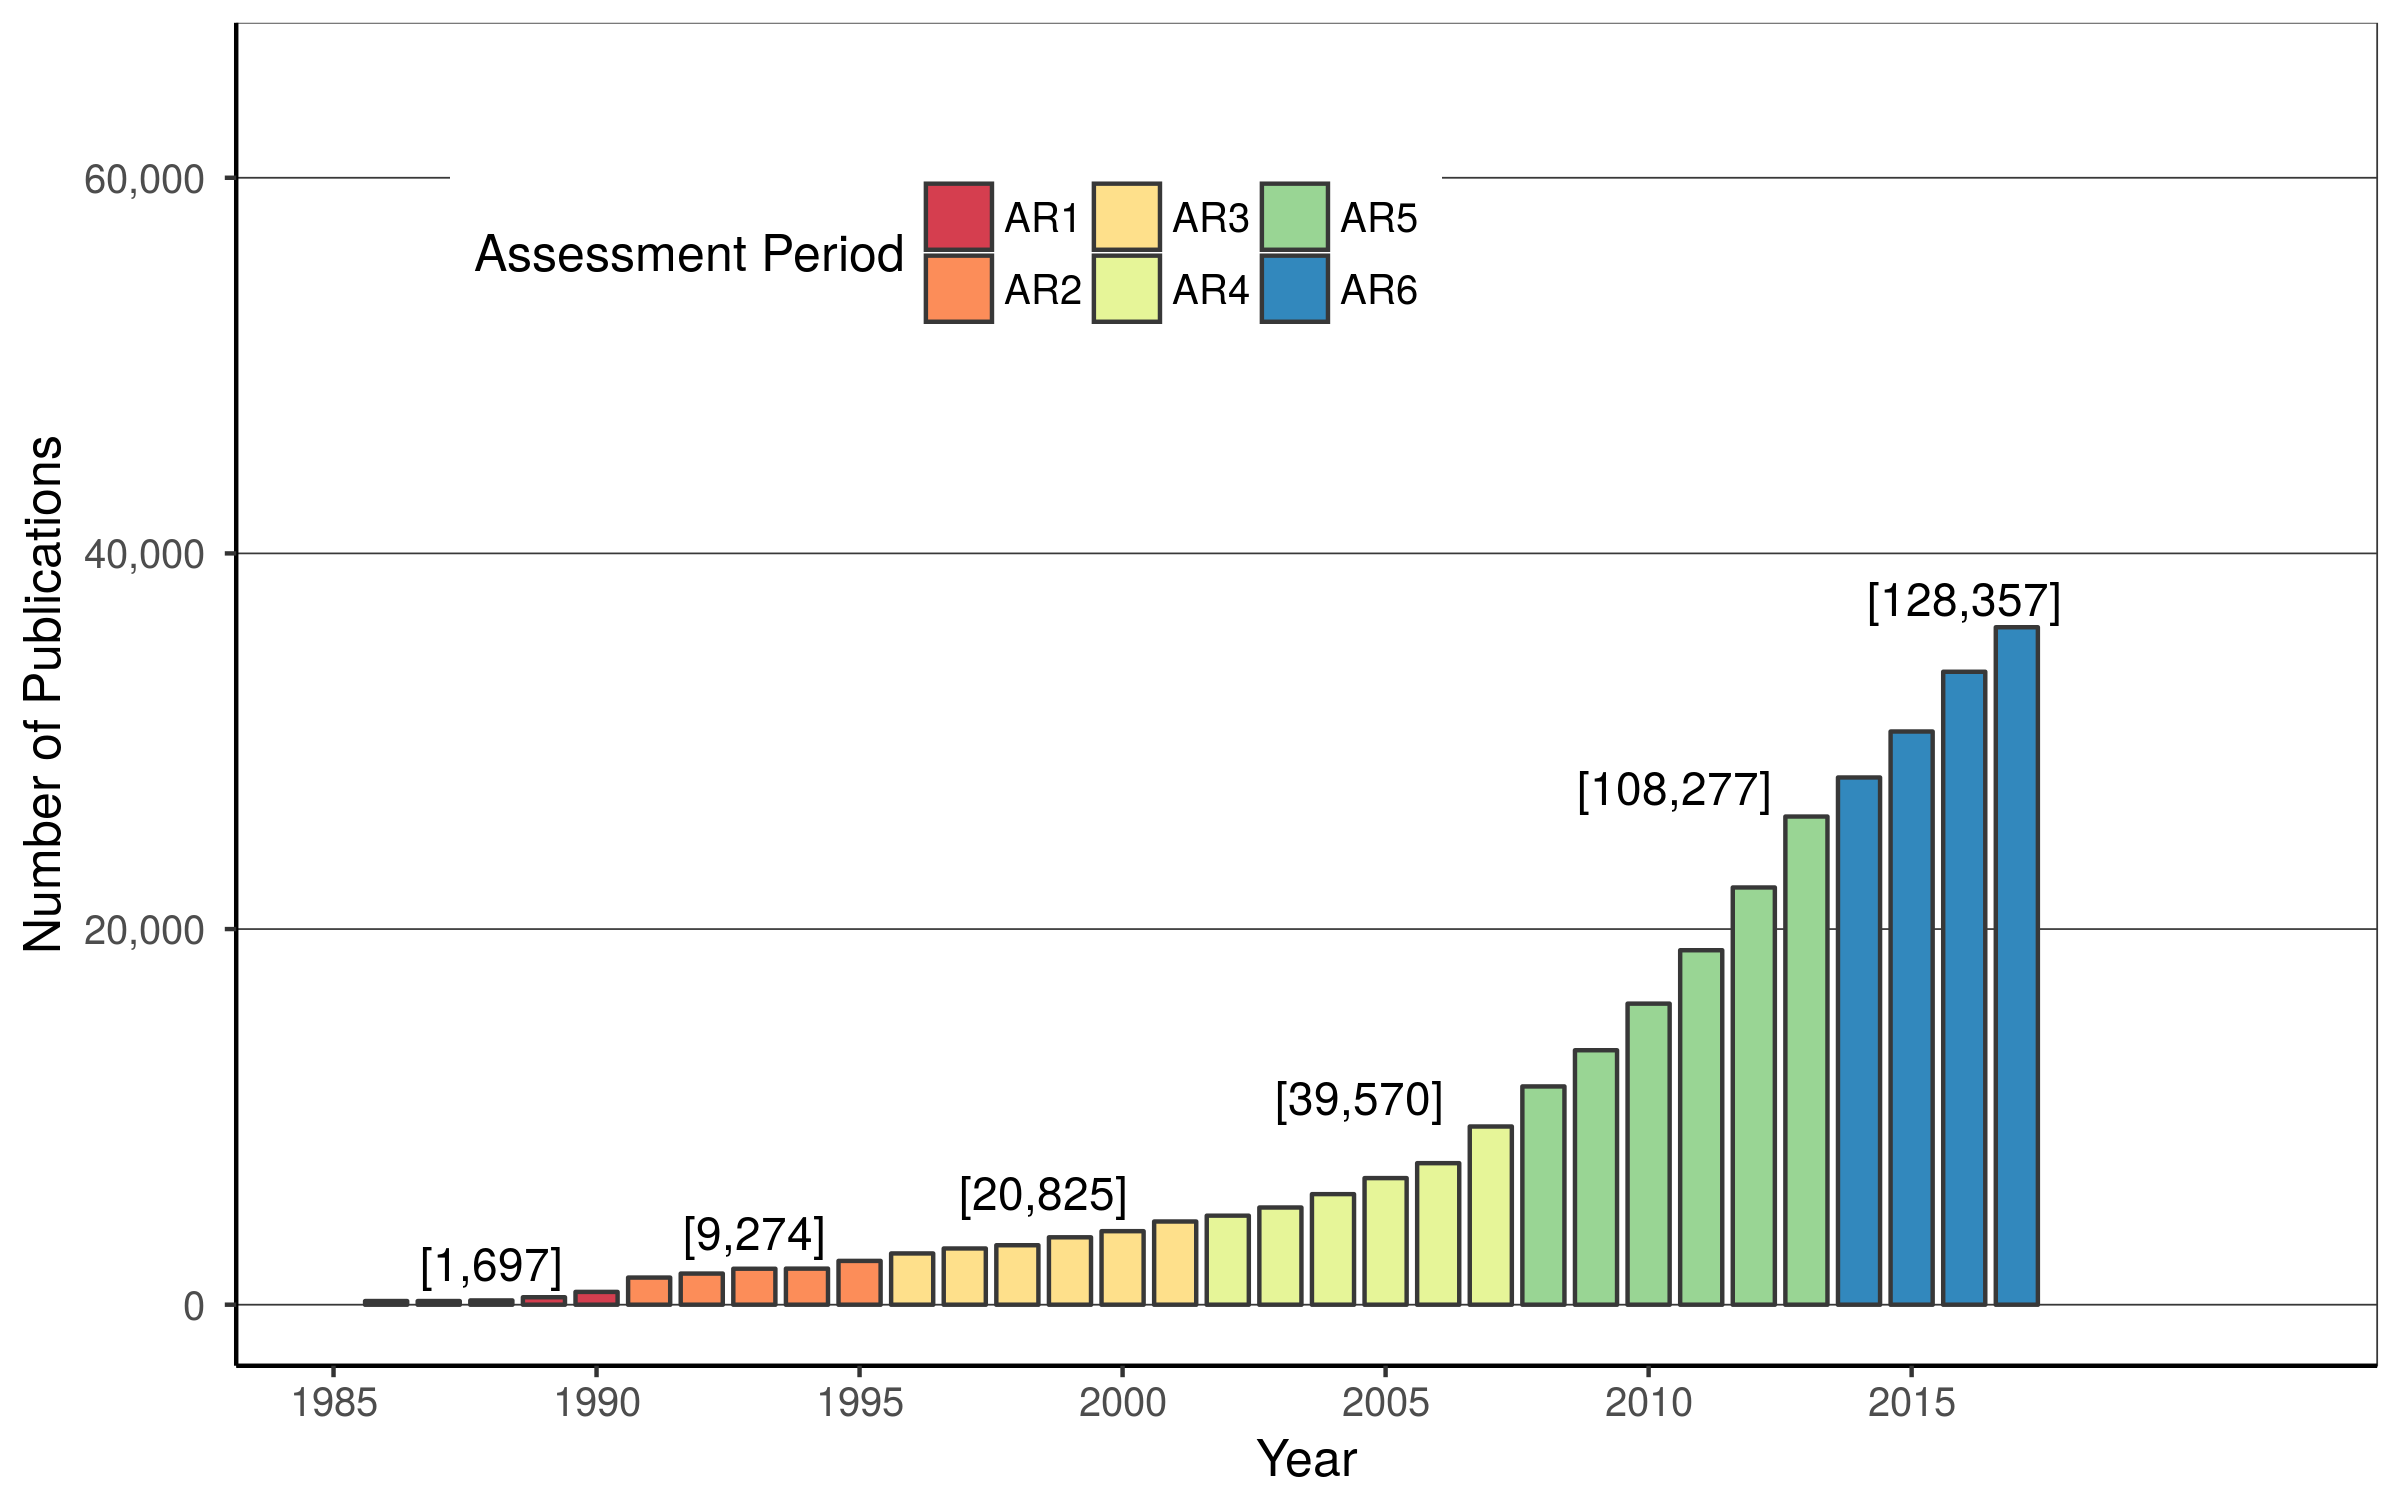 60,000
40,000
20,000
0
Number of Publications
Assessment Period
AR1 AR3 AR5
AR2 AR4 AR6
[128,357]
[108,277]
[39,570]
[20,825]
[9,274]
[1,697]
1985 1990 1995 2000 2005 2010 2015
Year